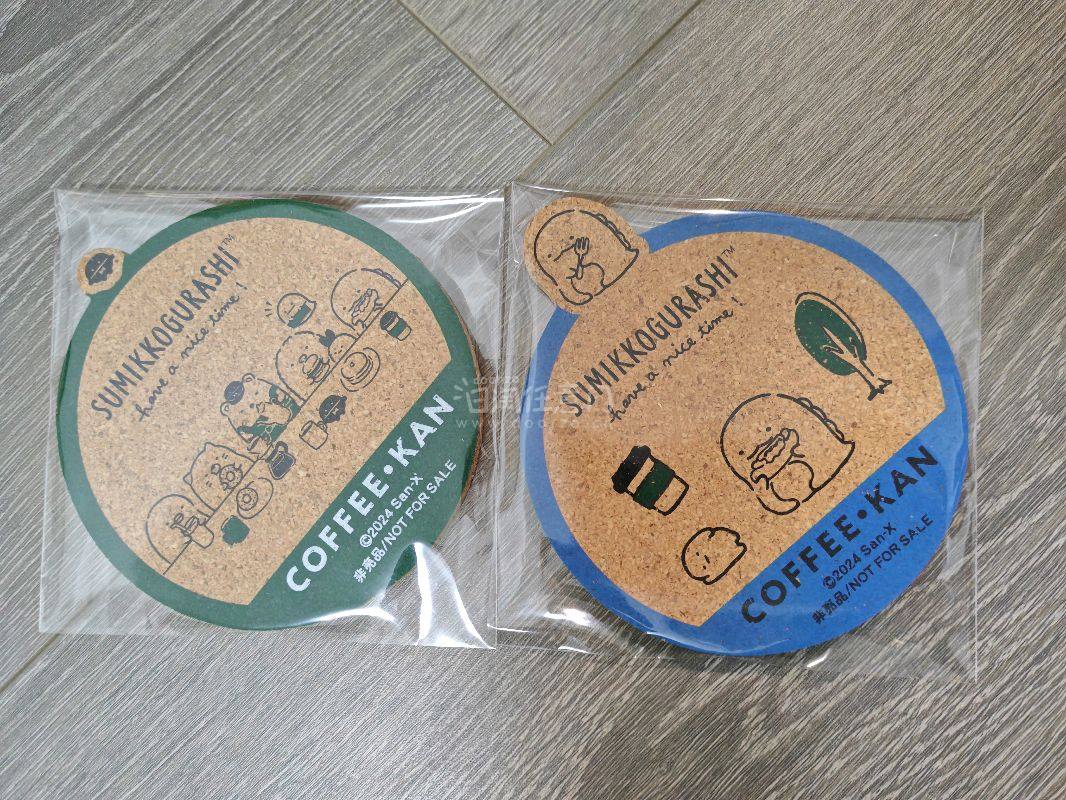 SUMIKKOGURASHI™
have a nice time!
COFFEE•KAN
©2024 San-X
非売品/NOT FOR SALE
SUMIKKOGURASHI™
have a nice time!
COFFEE•KAN
©2024 San-X
非売品/NOT FOR SALE